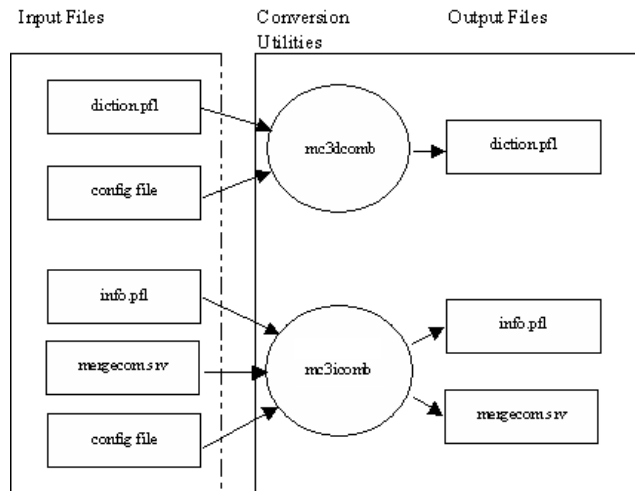 Input Files
Conversion
Utilities
Output Files
diction.pfl
config file
mc3dcomb
diction.pfl
info.pfl
mergecom.srv
config file
mc3icomb
info.pfl
mergecom.srv